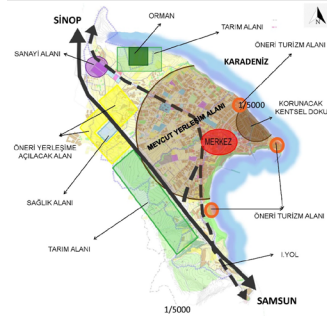 SİNOP
ORMAN
TARIM ALANI
SANAYİ ALANI
KARADENİZ
ÖNERİ TURİZM ALANI
1/5000
KORUNACAK
KENTSEL DOKU
MEVCUT YERLEŞİM ALANI
MERKEZ
ÖNERİ YERLEŞİME
AÇILACAK ALAN
SAĞLIK ALANI
ÖNERİ TURİZM ALANI
TARIM ALANI
I.YOL
1/5000
SAMSUN